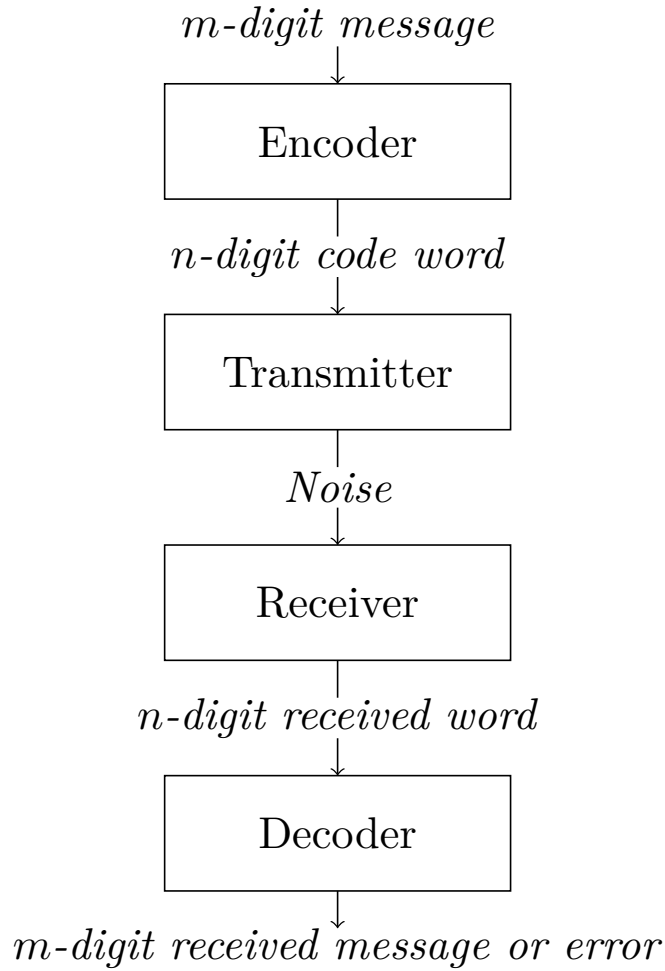 m-digit message
Encoder
n-digit code word
Transmitter
Noise
Receiver
n-digit received word
Decoder
m-digit received message or error